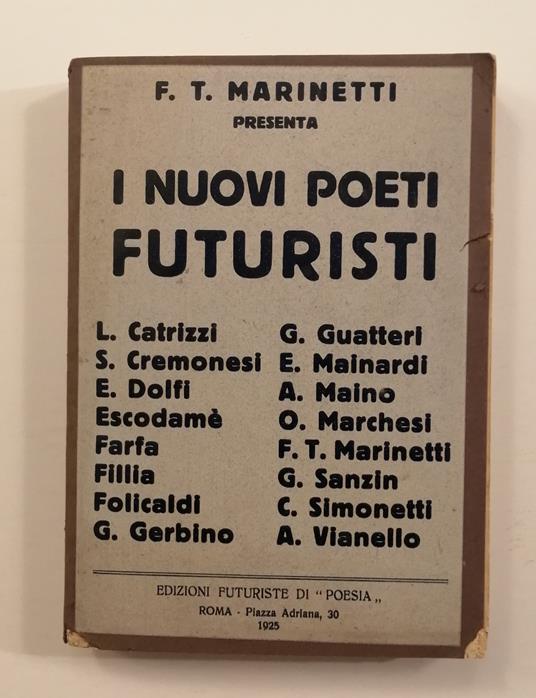 F. T. MARINETTI
PRESENTA
I NUOVI POETI
FUTURISTI
L. Catrizzi
S. Cremonesi
E. Dolfi
Escodamè
Farfa
Fillia
Folicaldi
G. Gerbino
G. Guatteri
E. Mainardi
A. Maino
O. Marchesi
F. T. Marinetti
G. Sanzin
C. Simonetti
A. Vianello
EDIZIONI FUTURISTE DI "POESIA„
ROMA - Piazza Adriana, 30
1925